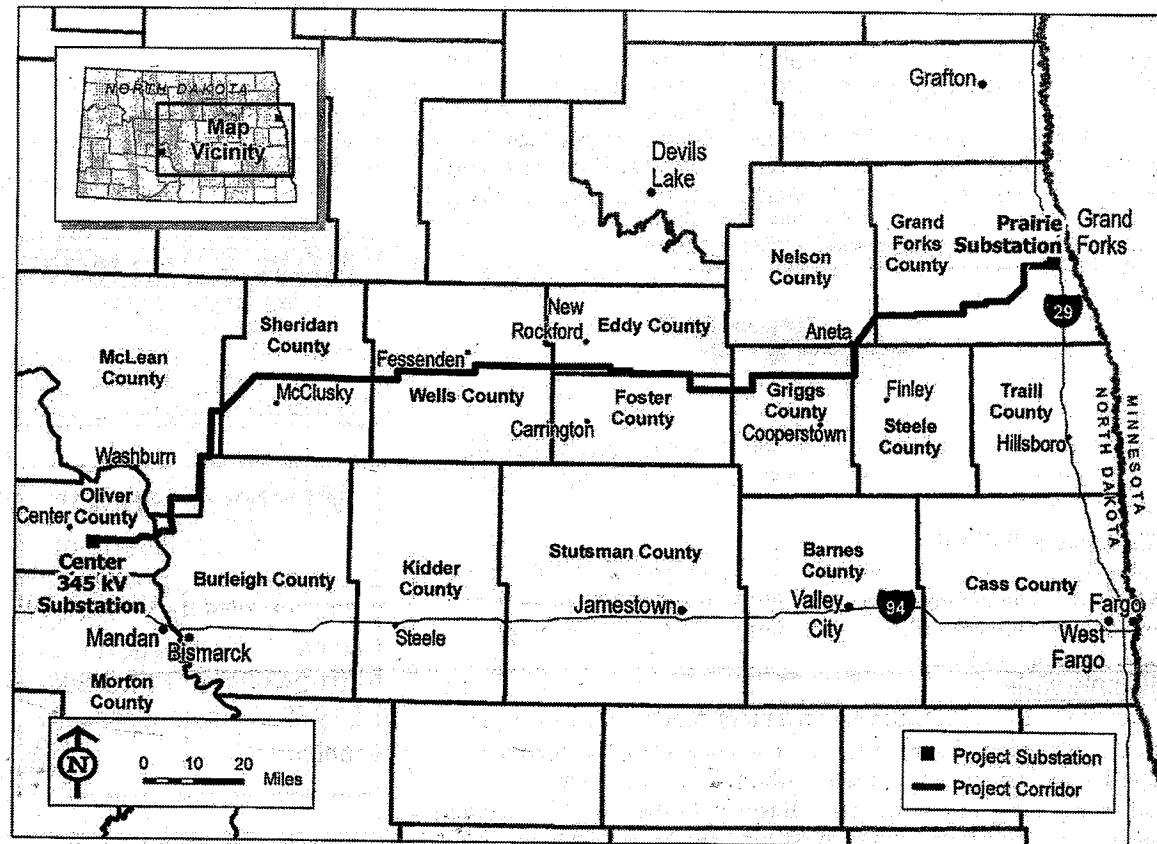 NORTH DAKOTA
Map
Vicinity
Grafton
Devils
Lake
Grand
Forks
County
Prairie
Substation
Grand
Forks
Nelson
County
29
Sheridan
County
New
Rockford
Eddy County
Aneta
McLean
County
Fessenden
McClusky
Wells County
Foster
County
Carrington
Griggs
County
Cooperstown
Finley
Steele
County
Traill
County
Hillsboro
MINNESOTA
NORTH DAKOTA
Washburn
Oliver
County
Center
Center
345 kV
Substation
Burleigh County
Kidder
County
Stutsman County
Barnes
County
Cass County
Jamestown
Valley
City
94
Fargo
West
Fargo
Mandan
Bismarck
Steele
Morton
County
N
0 10 20
Miles
Project Substation
Project Corridor